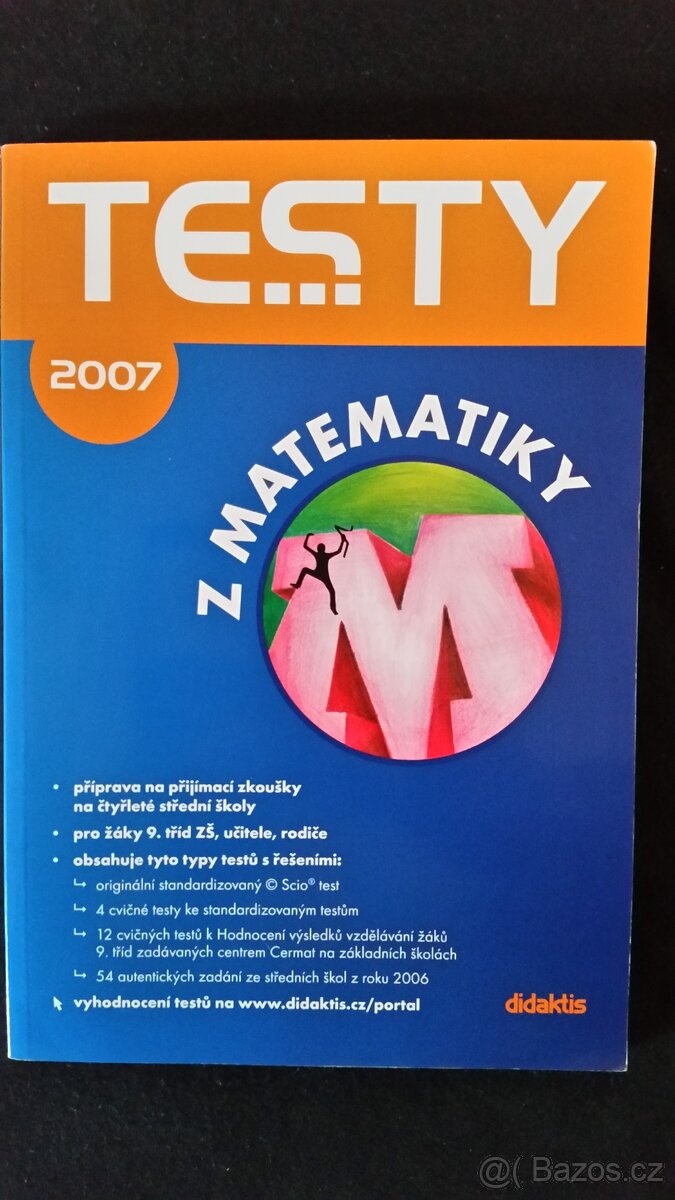 TESTY
2007
Z MATEMATIKY
• příprava na přijímací zkoušky
na čtyřleté střední školy
• pro žáky 9. tříd ZŠ, učitele, rodiče
• obsahuje tyto typy testů s řešeními:
↳ originální standardizovaný © Scio® test
↳ 4 cvičné testy ke standardizovaným testům
↳ 12 cvičných testů k Hodnocení výsledků vzdělávání žáků
9. tříd zadávaných centrem Cermat na základních školách
↳ 54 autentických zadání ze středních škol z roku 2006
vyhodnocení testů na www.didaktis.cz/portal
didaktis
@( Bazos.cz